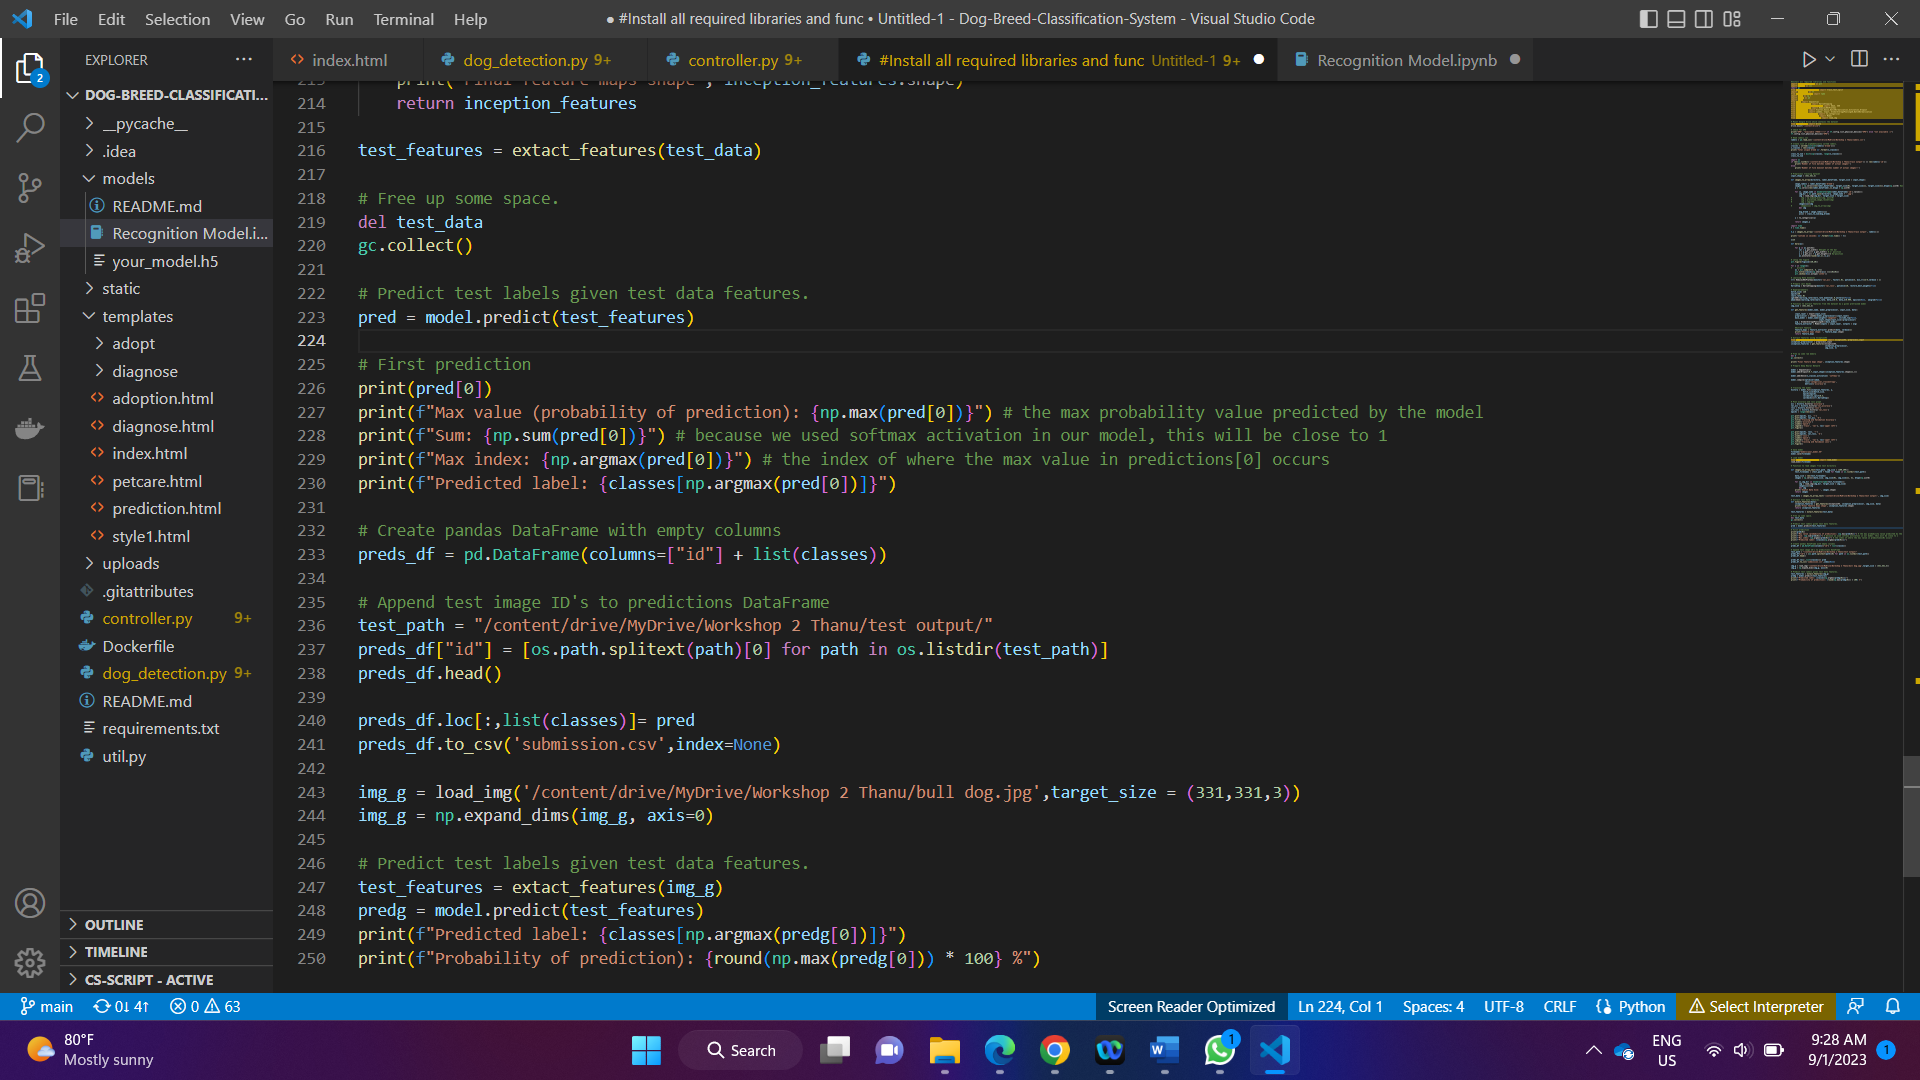 File Edit Selection View Go Run Terminal Help
● #Install all required libraries and func • Untitled-1 - Dog-Breed-Classification-System - Visual Studio Code
EXPLORER
index.html
dog_detection.py 9+
controller.py 9+
#Install all required libraries and func Untitled-1 9+
Recognition Model.ipynb
2
DOG-BREED-CLASSIFICATI...
__pycache__
.idea
models
README.md
Recognition Model.i...
your_model.h5
static
templates
adopt
diagnose
adoption.html
diagnose.html
index.html
petcare.html
prediction.html
style1.html
uploads
.gitattributes
controller.py 9+
Dockerfile
dog_detection.py 9+
README.md
requirements.txt
util.py
OUTLINE
TIMELINE
CS-SCRIPT - ACTIVE
214 return inception_features
215
216 test_features = extact_features(test_data)
217
218 # Free up some space.
219 del test_data
220 gc.collect()
221
222 # Predict test labels given test data features.
223 pred = model.predict(test_features)
224
225 # First prediction
226 print(pred[0])
227 print(f"Max value (probability of prediction): {np.max(pred[0])}") # the max probability value predicted by the model
228 print(f"Sum: {np.sum(pred[0])}") # because we used softmax activation in our model, this will be close to 1
229 print(f"Max index: {np.argmax(pred[0])}") # the index of where the max value in predictions[0] occurs
230 print(f"Predicted label: {classes[np.argmax(pred[0])]}")
231
232 # Create pandas DataFrame with empty columns
233 preds_df = pd.DataFrame(columns=["id"] + list(classes))
234
235 # Append test image ID's to predictions DataFrame
236 test_path = "/content/drive/MyDrive/Workshop 2 Thanu/test output/"
237 preds_df["id"] = [os.path.splitext(path)[0] for path in os.listdir(test_path)]
238 preds_df.head()
239
240 preds_df.loc[:,list(classes)]= pred
241 preds_df.to_csv('submission.csv',index=None)
242
243 img_g = load_img('/content/drive/MyDrive/Workshop 2 Thanu/bull dog.jpg',target_size = (331,331,3))
244 img_g = np.expand_dims(img_g, axis=0)
245
246 # Predict test labels given test data features.
247 test_features = extact_features(img_g)
248 predg = model.predict(test_features)
249 print(f"Predicted label: {classes[np.argmax(predg[0])]}")
250 print(f"Probability of prediction): {round(np.max(predg[0])) * 100} %")
main 0↓ 4↑ 0 63
Screen Reader Optimized Ln 224, Col 1 Spaces: 4 UTF-8 CRLF Python Select Interpreter
80°F
Mostly sunny
Search
1
ENG
US
9:28 AM
9/1/2023
1